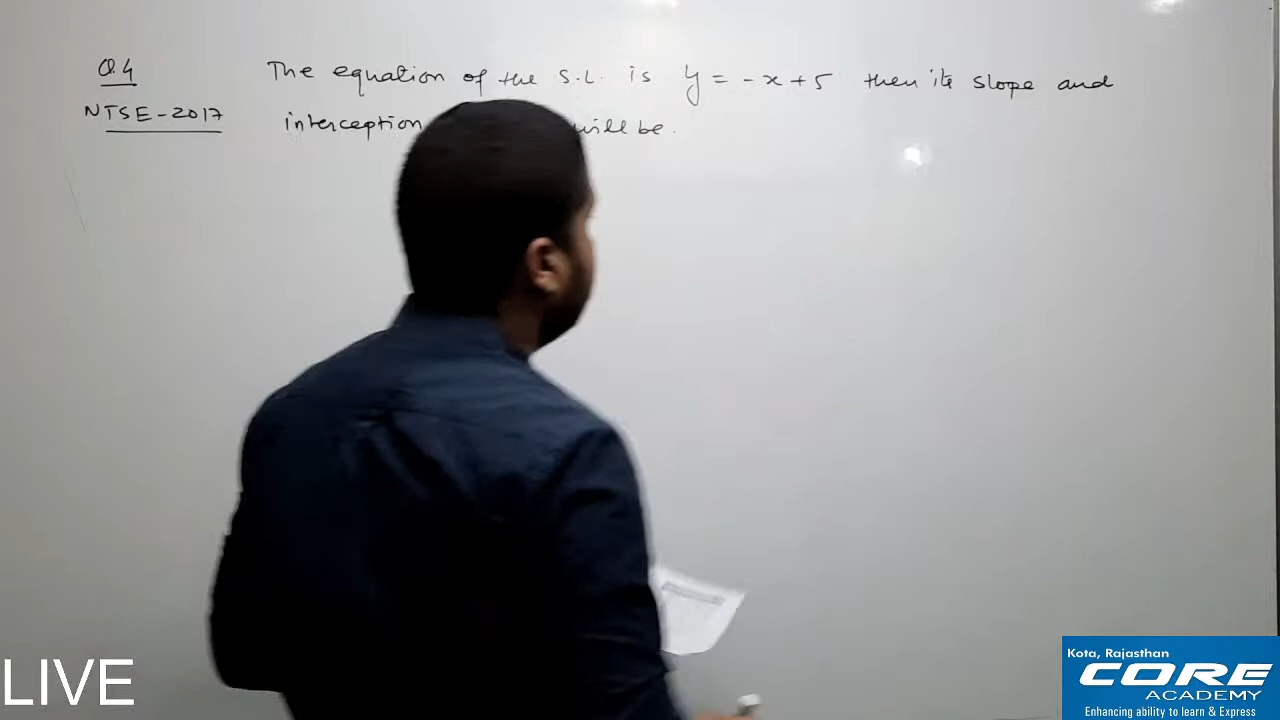 Q.4 The equation of the S.L. is y = -x + 5 then its slope and
NTSE-2017 interception will be.
LIVE
Kota, Rajasthan
CORE
ACADEMY
Enhancing ability to learn & Express